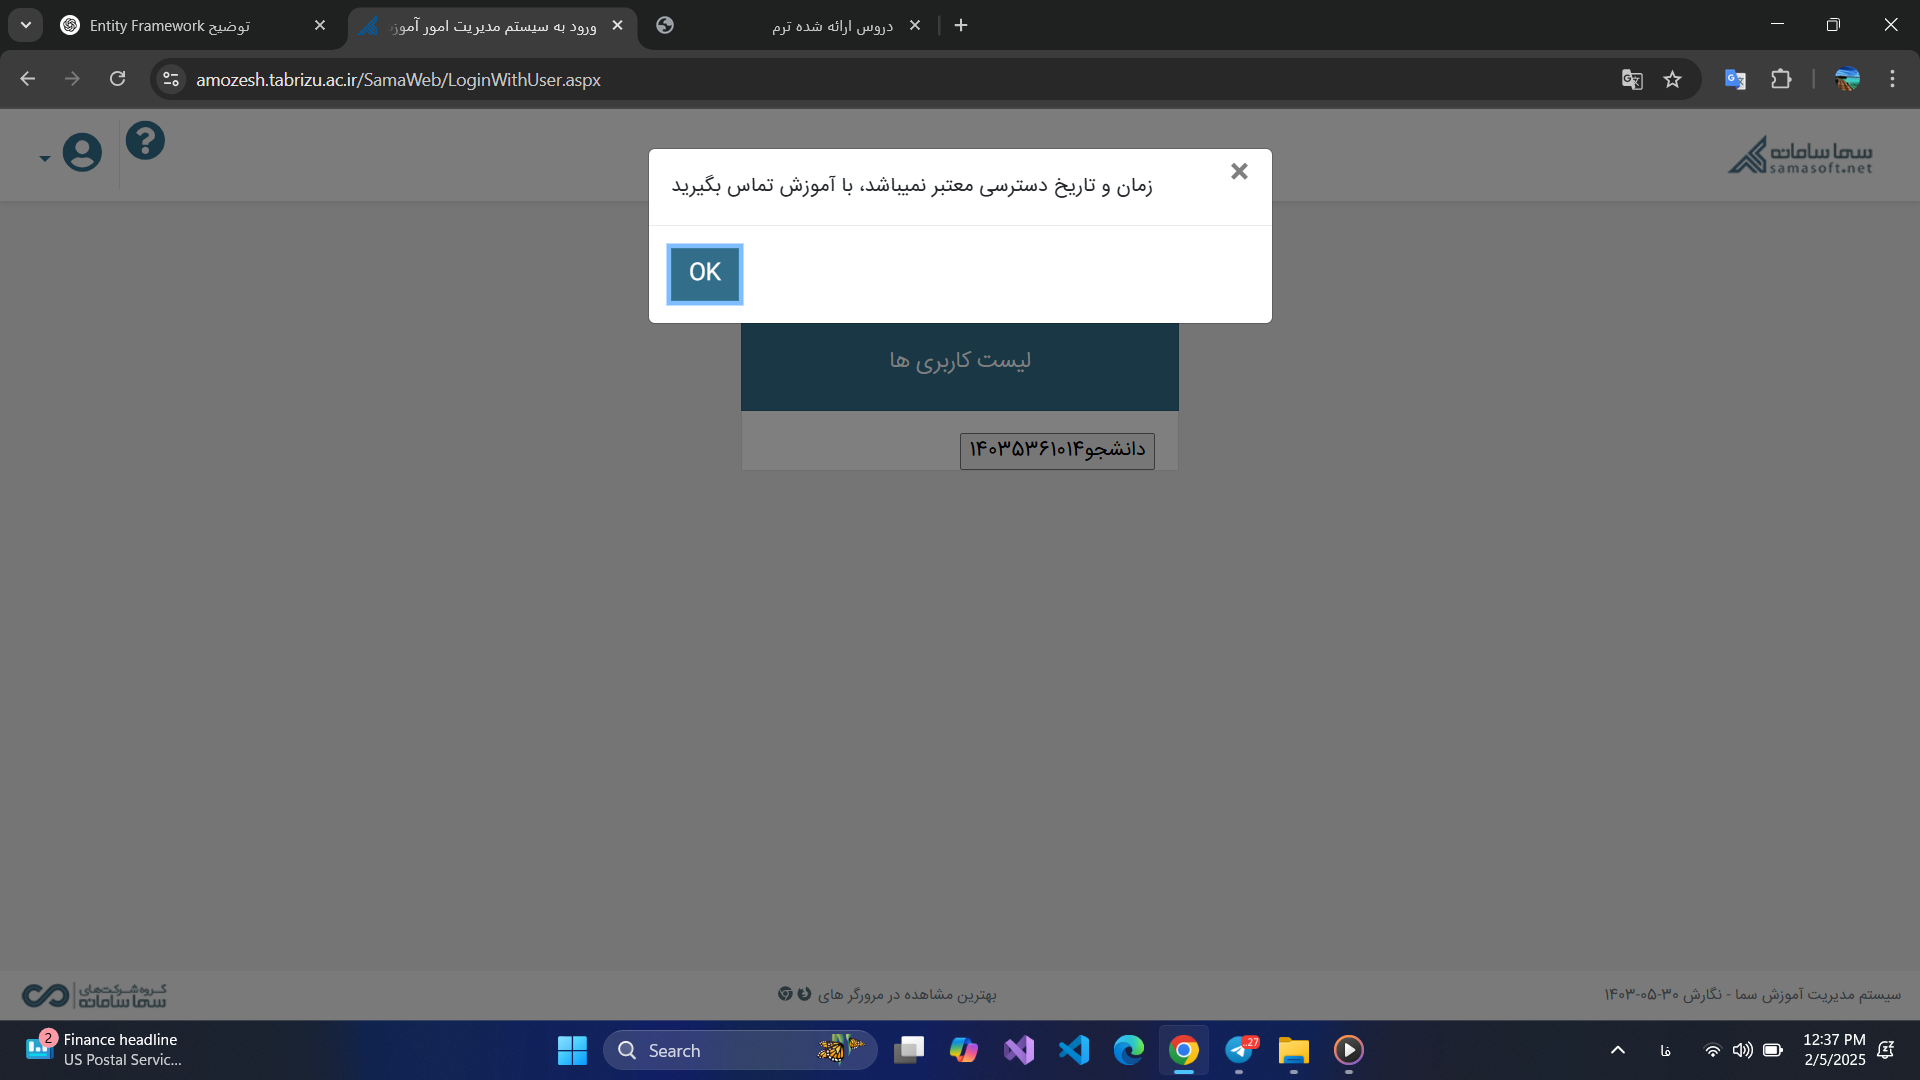 توضیح Entity Framework
ورود به سیستم مدیریت امور آموز
دروس ارائه شده ترم
amozesh.tabrizu.ac.ir/SamaWeb/LoginWithUser.aspx
سما سامانه
samasoft.net
زمان و تاریخ دسترسی معتبر نمیباشد، با آموزش تماس بگیرید
OK
لیست کاربری ها
دانشجو۱۴۰۳۵۳۶۱۰۱۴
سیستم مدیریت آموزش سما - نگارش ۳۰-۰۵-۱۴۰۳
بهترین مشاهده در مرورگر های
گروه شرکت‌های
سما سامانه
2
Finance headline
US Postal Servic...
Search
27
فا
12:37 PM
2/5/2025